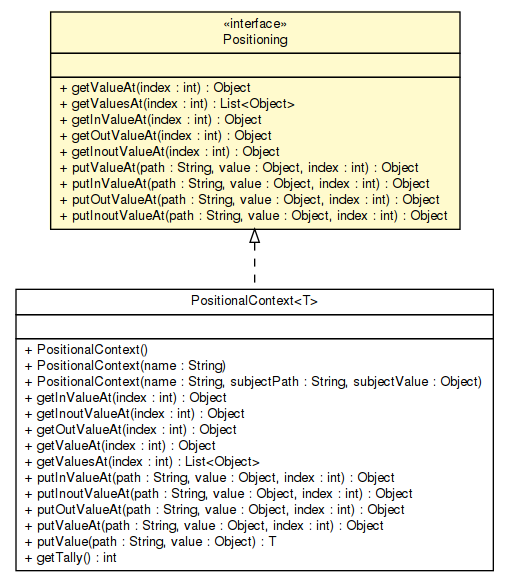 «interface»
Positioning
+ getValueAt(index : int) : Object
+ getValuesAt(index : int) : List<Object>
+ getInValueAt(index : int) : Object
+ getOutValueAt(index : int) : Object
+ getInoutValueAt(index : int) : Object
+ putValueAt(path : String, value : Object, index : int) : Object
+ putInValueAt(path : String, value : Object, index : int) : Object
+ putOutValueAt(path : String, value : Object, index : int) : Object
+ putInoutValueAt(path : String, value : Object, index : int) : Object
PositionalContext<T>
+ PositionalContext()
+ PositionalContext(name : String)
+ PositionalContext(name : String, subjectPath : String, subjectValue : Object)
+ getInValueAt(index : int) : Object
+ getInoutValueAt(index : int) : Object
+ getOutValueAt(index : int) : Object
+ getValueAt(index : int) : Object
+ getValuesAt(index : int) : List<Object>
+ putInValueAt(path : String, value : Object, index : int) : Object
+ putInoutValueAt(path : String, value : Object, index : int) : Object
+ putOutValueAt(path : String, value : Object, index : int) : Object
+ putValueAt(path : String, value : Object, index : int) : Object
+ putValue(path : String, value : Object) : T
+ getTally() : int